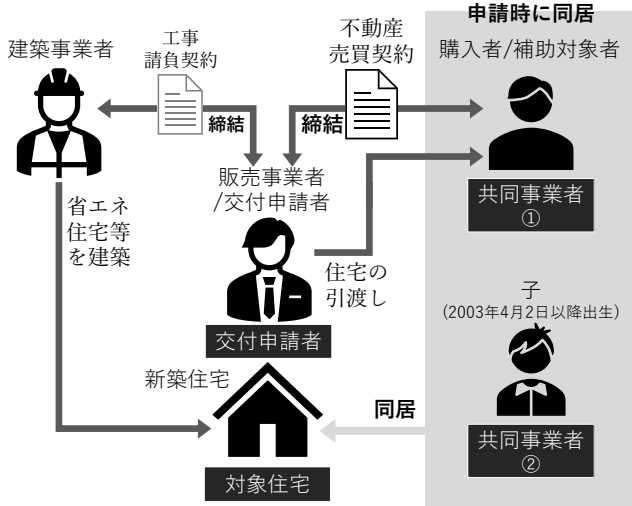 申請時に同居
建築事業者
工事
請負契約
締結
不動産
売買契約
締結
購入者/補助対象者
共同事業者
①
販売事業者
/交付申請者
交付申請者
省エネ
住宅等
を建築
住宅の
引渡し
子
(2003年4月2日以降出生)
共同事業者
②
新築住宅
同居
対象住宅